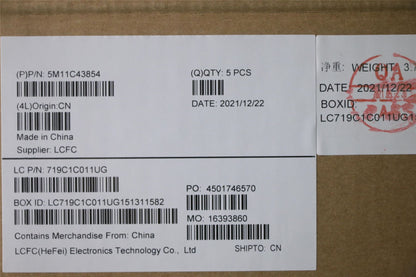 (P)P/N: 5M11C43854
(Q)QTY: 5 PCS
(4L)Origin:CN
DATE: 2021/12/22
Made in China
Supplier: LCFC
LC P/N: 719C1C011UG
PO: 4501746570
BOX ID: LC719C1C011UG151311582
MO: 16393860
Contains Merchandise From: China
LCFC(HeFei) Electronics Technology Co., Ltd
SHIPTO: CN
净重: WEIGHT: 3.
QA
DATE: 2021/12/22
BOXID
LC719C1C011UG15